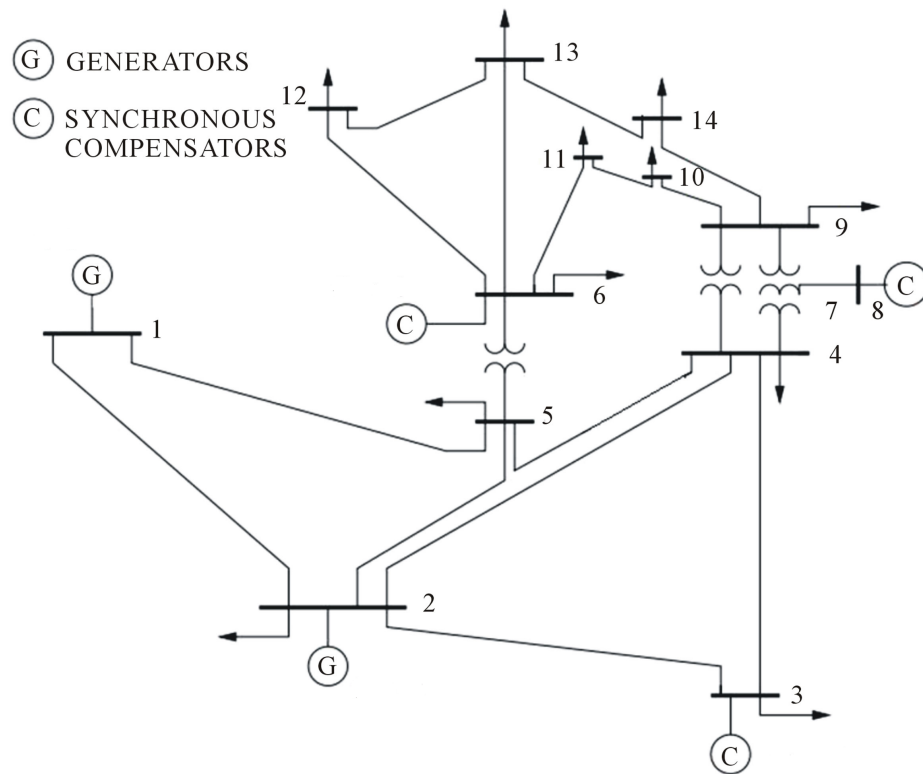 G GENERATORS
C SYNCHRONOUS
COMPENSATORS
13
12
14
11
10
9
G
C
6
7
8
C
1
4
5
2
G
3
C